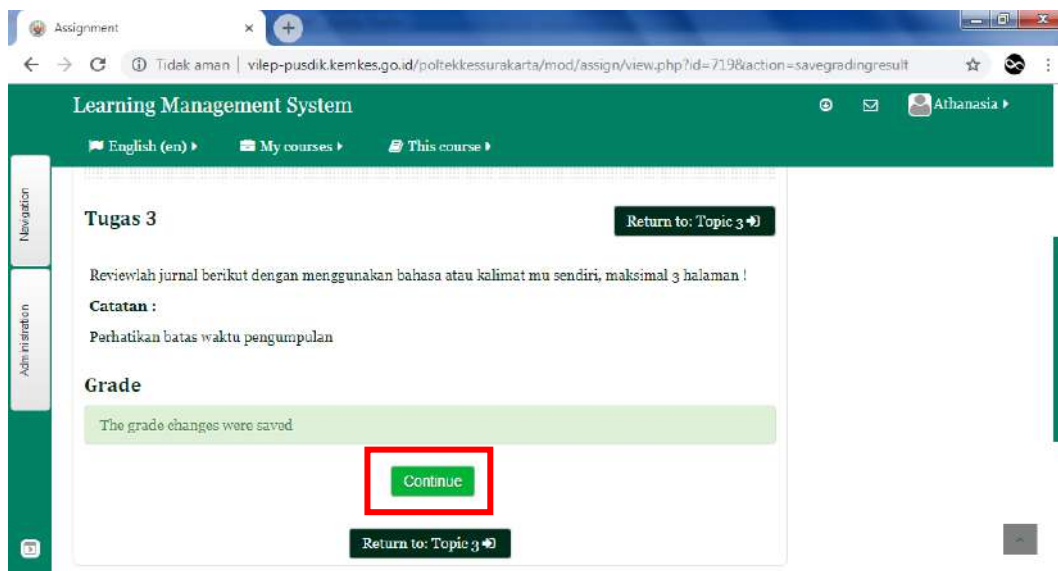 Assignment
Tidak aman | vilep-pusdik.kemkes.go.id/poltekkessurakarta/mod/assign/view.php?id=719&action=savegradingresult
Learning Management System
Athanasia
English (en)
My courses
This course
Navigation
Administration
Tugas 3
Return to: Topic 3
Reviewlah jurnal berikut dengan menggunakan bahasa atau kalimat mu sendiri, maksimal 3 halaman !
Catatan :
Perhatikan batas waktu pengumpulan
Grade
The grade changes were saved
Continue
Return to: Topic 3